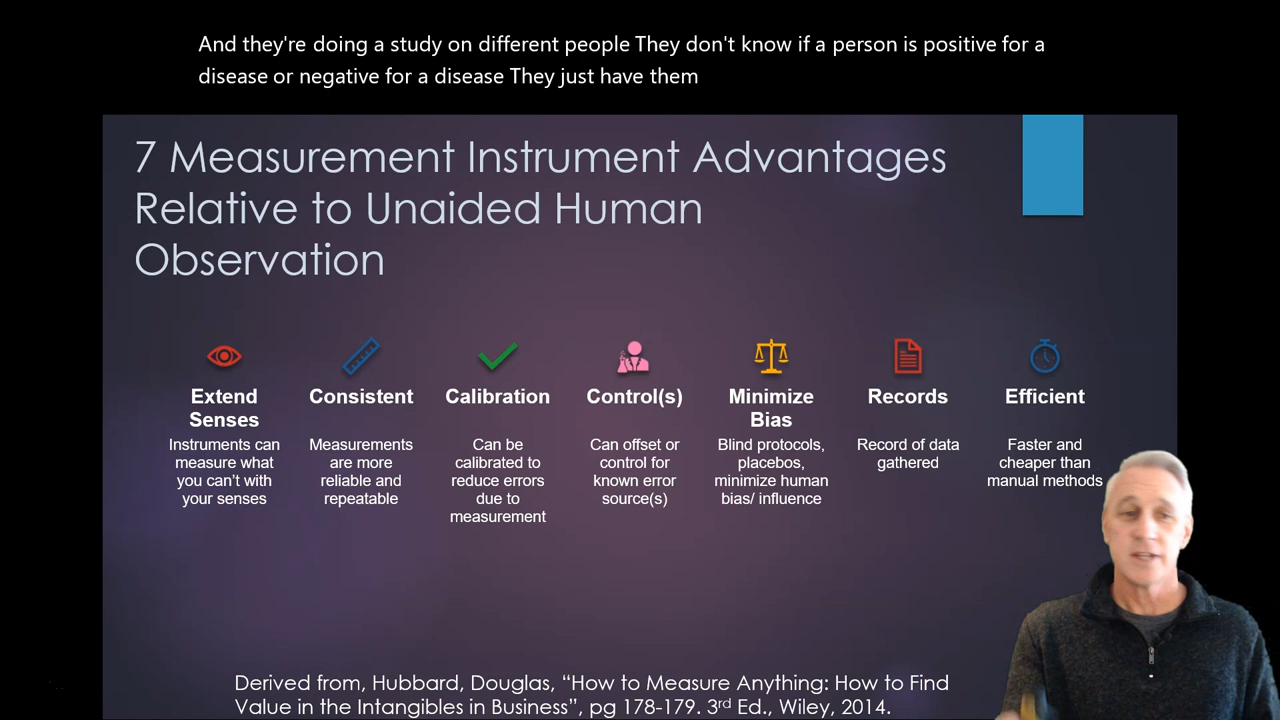 And they're doing a study on different people They don't know if a person is positive for a
disease or negative for a disease They just have them
7 Measurement Instrument Advantages
Relative to Unaided Human
Observation
Extend
Senses
Instruments can
measure what
you can't with
your senses
Consistent
Measurements
are more
reliable and
repeatable
Calibration
Can be
calibrated to
reduce errors
due to
measurement
Control(s)
Can offset or
control for
known error
source(s)
Minimize
Bias
Blind protocols,
placebos,
minimize human
bias/ influence
Records
Record of data
gathered
Efficient
Faster and
cheaper than
manual methods
Derived from, Hubbard, Douglas, “How to Measure Anything: How to Find
Value in the Intangibles in Business”, pg 178-179. 3rd Ed., Wiley, 2014.